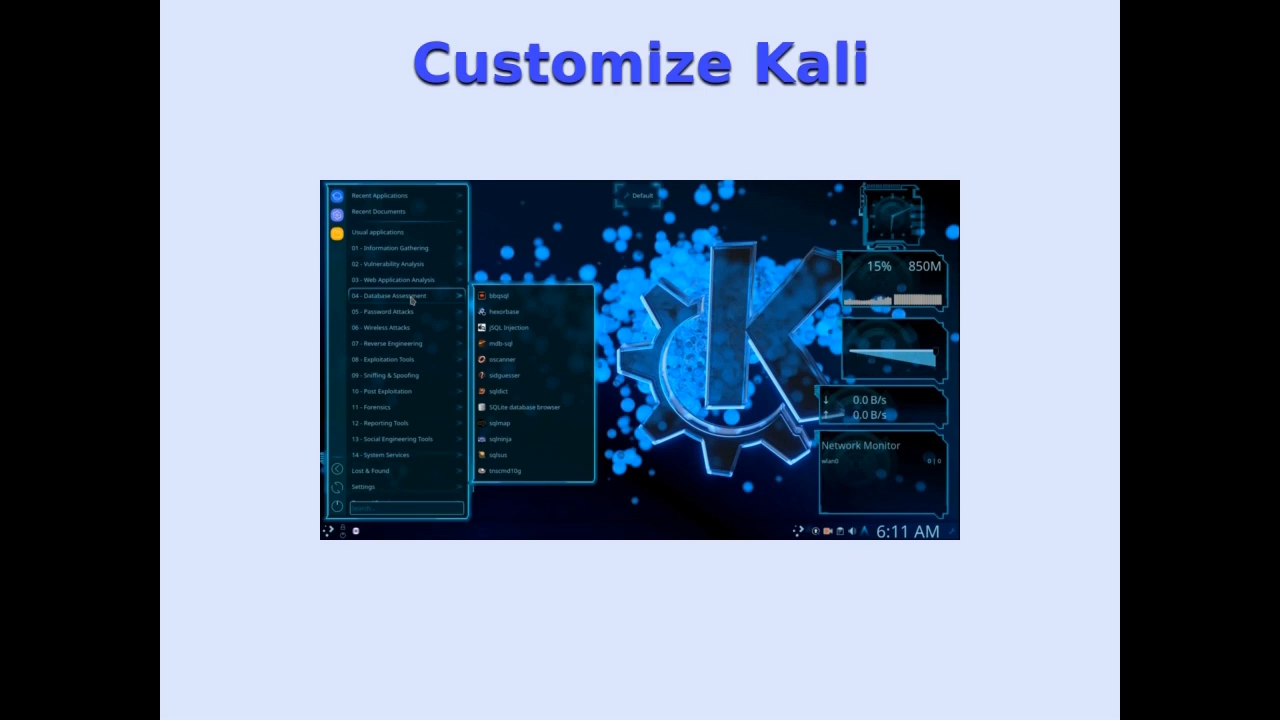 Customize Kali
Recent Applications
Recent Documents
Usual applications
01 - Information Gathering
02 - Vulnerability Analysis
03 - Web Application Analysis
04 - Database Assessment
05 - Password Attacks
06 - Wireless Attacks
07 - Reverse Engineering
08 - Exploitation Tools
09 - Sniffing & Spoofing
10 - Post Exploitation
11 - Forensics
12 - Reporting Tools
13 - Social Engineering Tools
14 - System Services
Lost & Found
Settings
Search...
bbqsql
hexorbase
jSQL Injection
mdb-sql
oscanner
sidguesser
sqldict
SQLite database browser
sqlmap
sqlninja
sqlsus
tnscmd10g
Default
15% 850M
0.0 B/s
0.0 B/s
Network Monitor
wlan0 0 | 0
6:11 AM